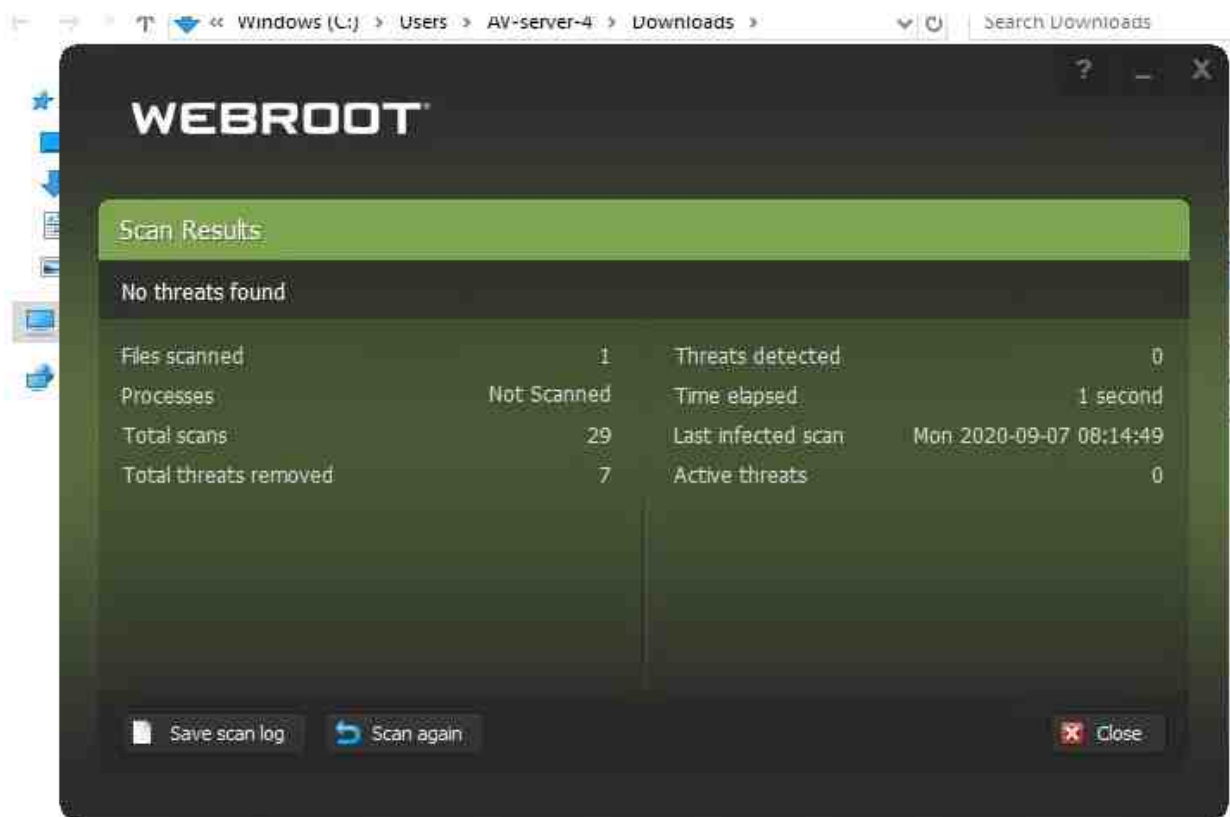 « Windows (C:) > Users > AV-server-4 > Downloads >
Search Downloads
? _ X
WEBROOT
Scan Results
No threats found
Files scanned 1
Processes Not Scanned
Total scans 29
Total threats removed 7
Threats detected 0
Time elapsed 1 second
Last infected scan Mon 2020-09-07 08:14:49
Active threats 0
Save scan log
Scan again
Close